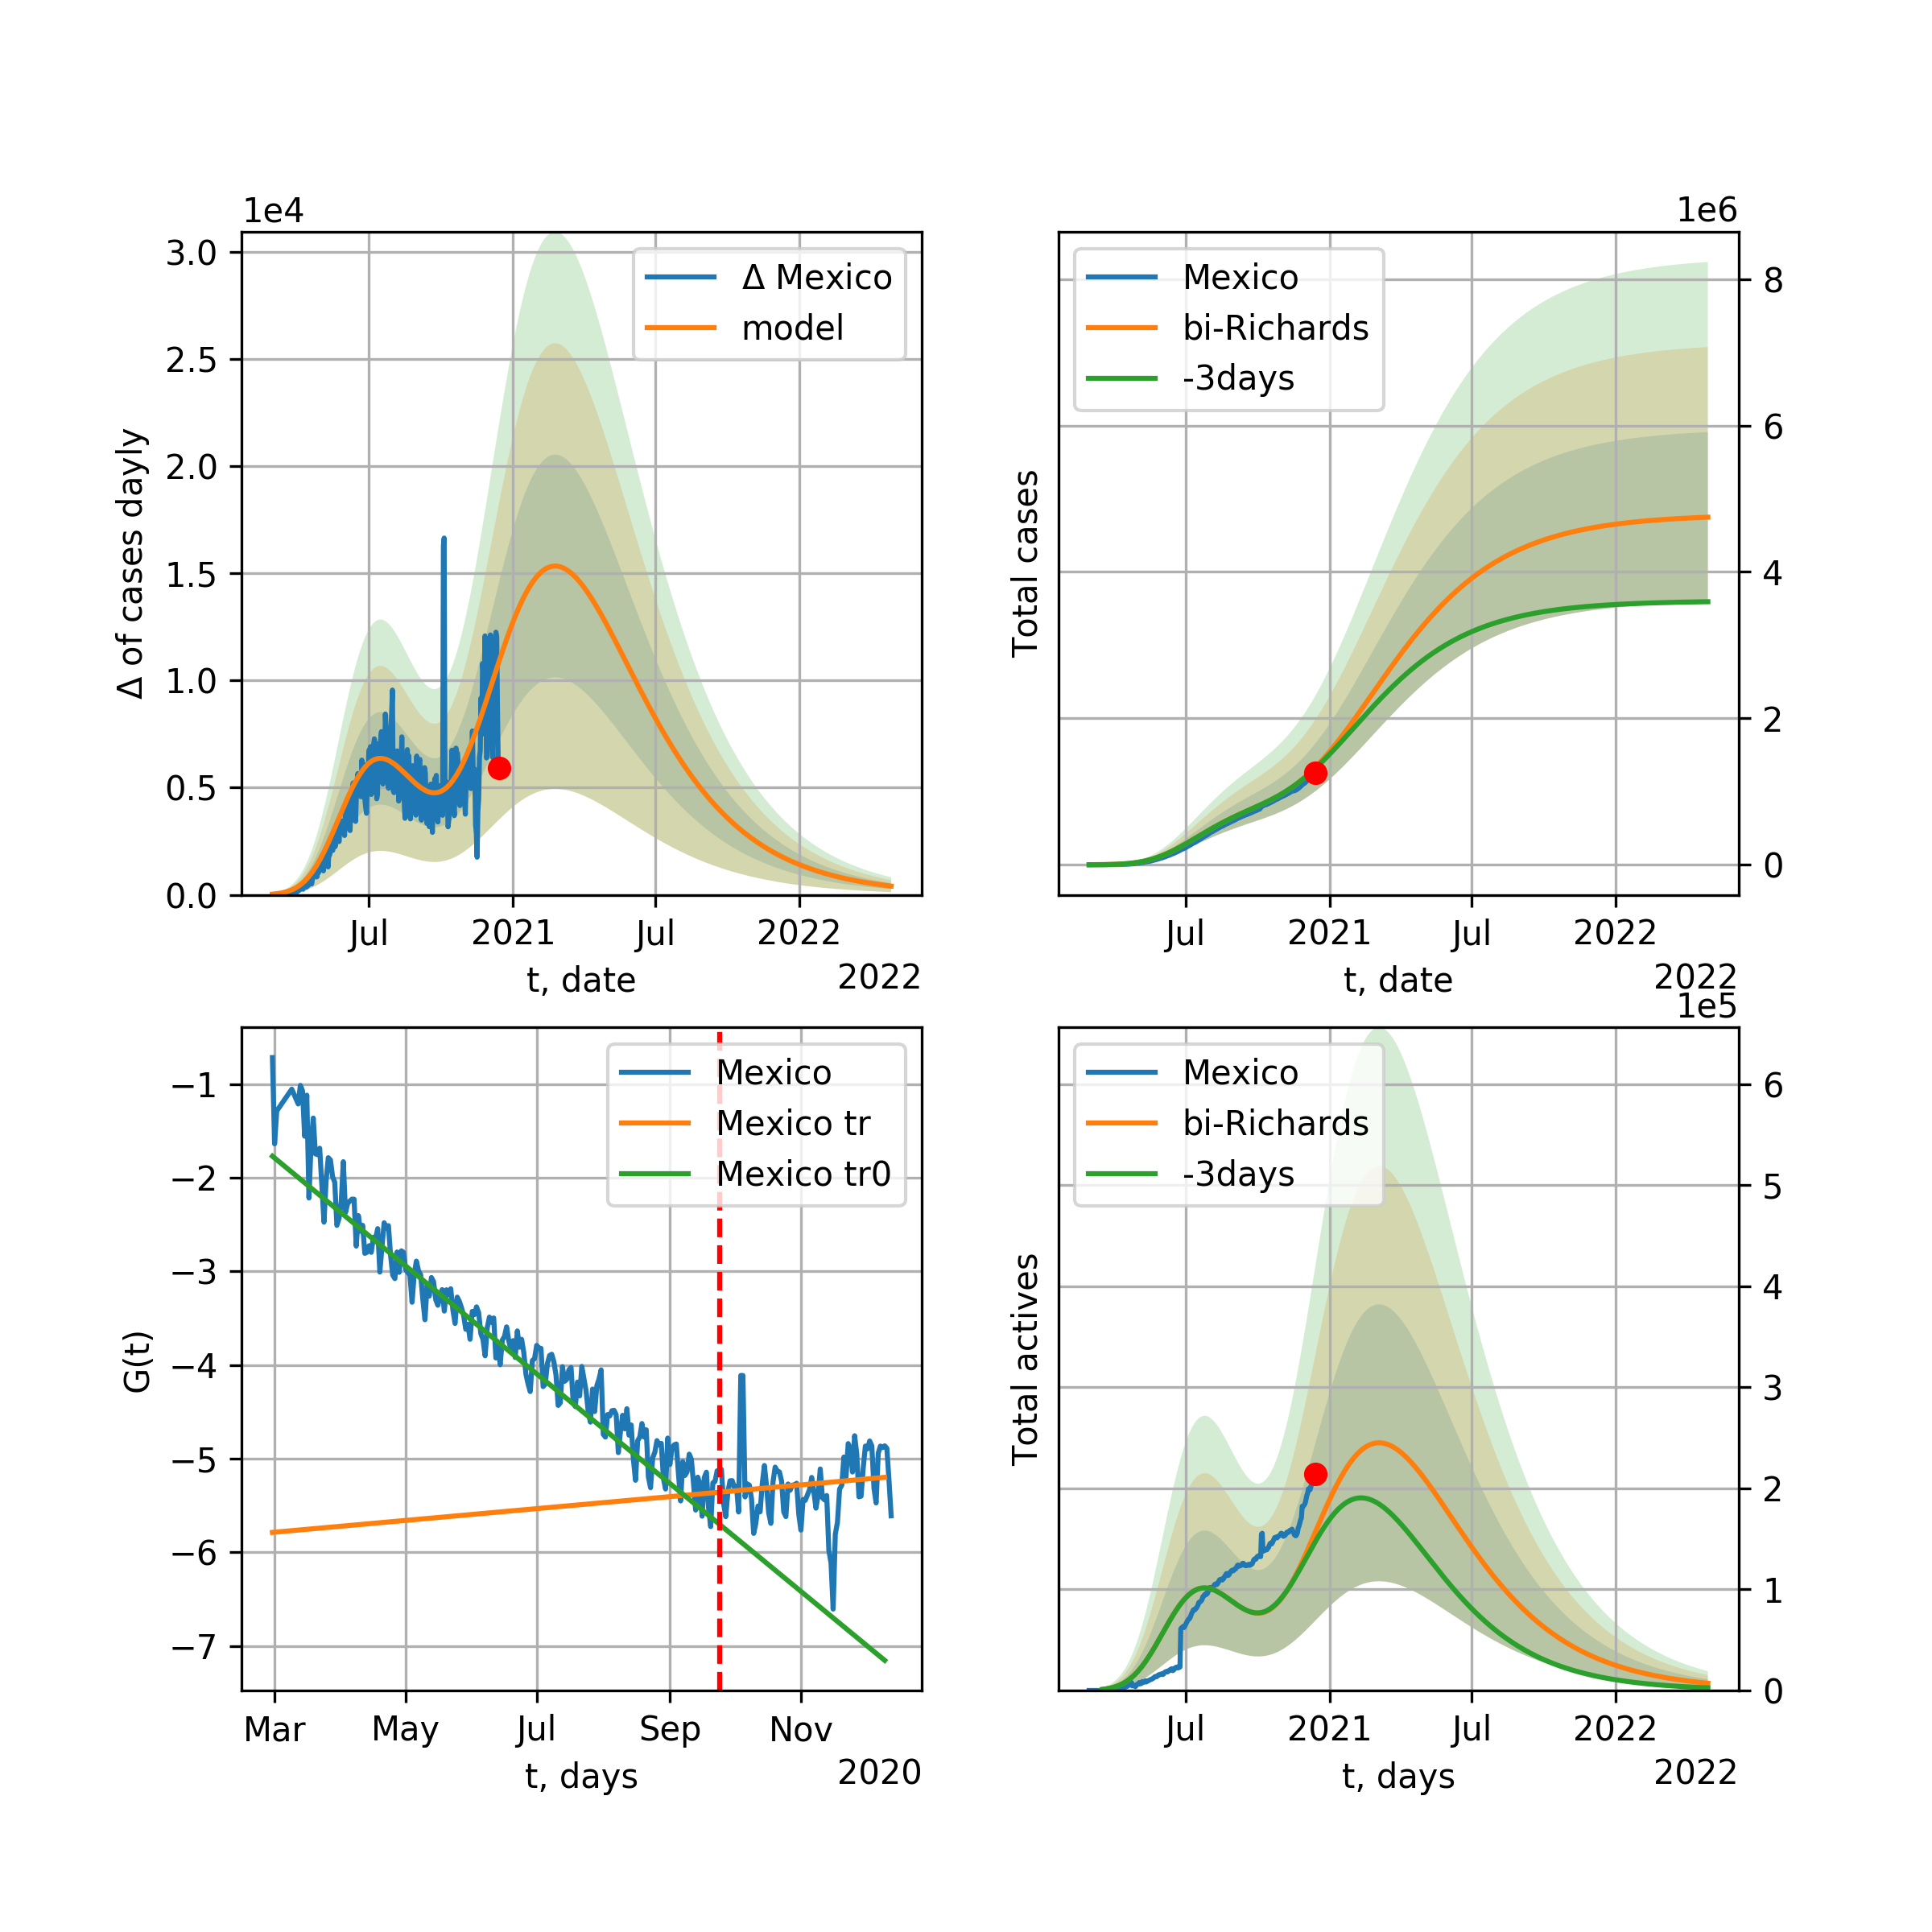 1e4
3.0
2.5
2.0
1.5
1.0
0.5
0.0
Δ of cases dayly
Δ Mexico
model
Jul 2021 Jul 2022
t, date
2022
1e6
Mexico
bi-Richards
-3days
Total cases
8
6
4
2
0
Jul 2021 Jul 2022
t, date
2022
−1
−2
−3
−4
−5
−6
−7
G(t)
Mexico
Mexico tr
Mexico tr0
Mar May Jul Sep Nov
t, days
2020
1e5
Mexico
bi-Richards
-3days
Total actives
6
5
4
3
2
1
0
Jul 2021 Jul 2022
t, days
2022